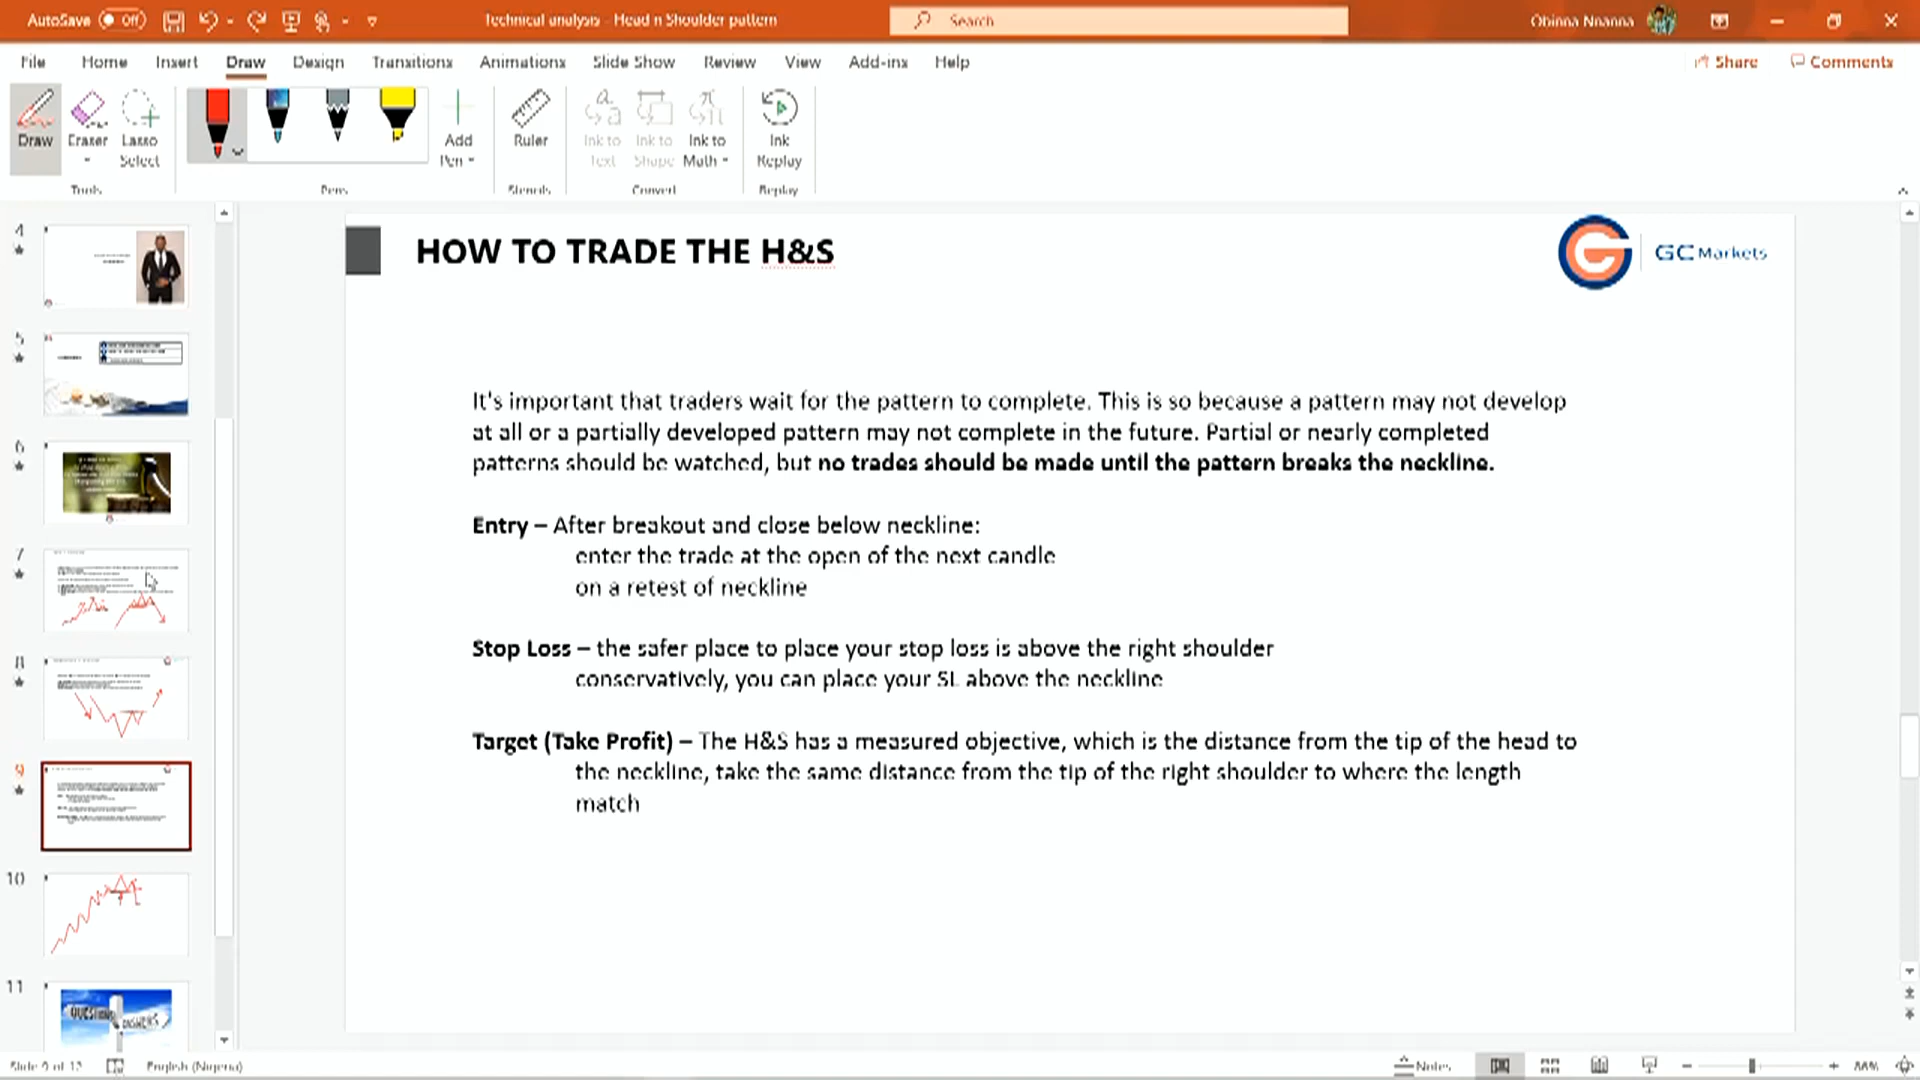 AutoSave Off
Technical analysis - Head n Shoulder pattern
Search
Obinna Nnanna
File Home Insert Draw Design Transitions Animations Slide Show Review View Add-ins Help
Share Comments
Draw
Eraser
Lasso Select
Add Pen
Ruler
Ink to Text
Ink to Shape
Ink to Math
Ink Replay
Tools
Pens
Stencils
Convert
Replay
4
5
6
7
8
9
10
11
QUESTIONS
ANSWERS
HOW TO TRADE THE H&S
GC Markets
It's important that traders wait for the pattern to complete. This is so because a pattern may not develop
at all or a partially developed pattern may not complete in the future. Partial or nearly completed
patterns should be watched, but no trades should be made until the pattern breaks the neckline.
Entry – After breakout and close below neckline:
enter the trade at the open of the next candle
on a retest of neckline
Stop Loss – the safer place to place your stop loss is above the right shoulder
conservatively, you can place your SL above the neckline
Target (Take Profit) – The H&S has a measured objective, which is the distance from the tip of the head to
the neckline, take the same distance from the tip of the right shoulder to where the length
match
English (Nigeria)
Notes